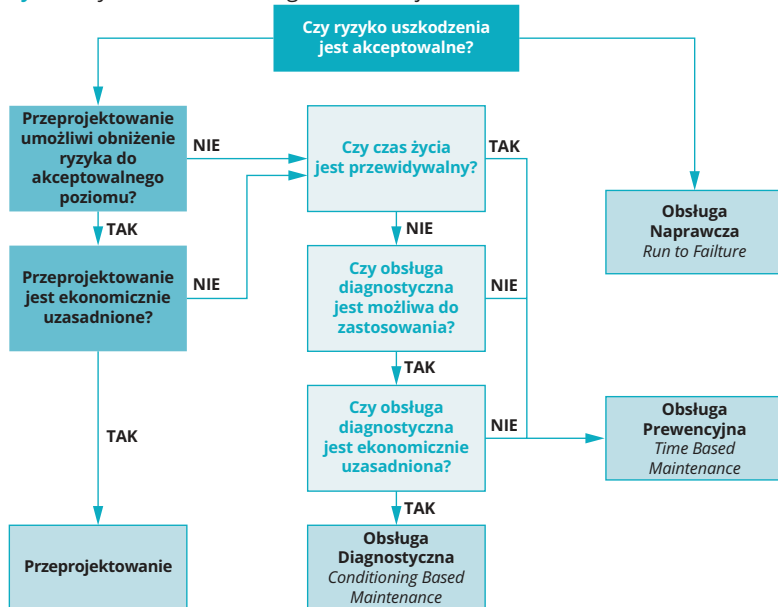 Czy ryzyko uszkodzenia
jest akceptowalne?
Przeprojektowanie
umożliwi obniżenie
ryzyka do
akceptowalnego
poziomu?
NIE
Czy czas życia
jest przewidywalny?
TAK
Obsługa
Naprawcza
Run to Failture
TAK
NIE
Przeprojektowanie
jest ekonomicznie
uzasadnione?
NIE
Czy obsługa
diagnostyczna
jest możliwa do
zastosowania?
NIE
TAK
TAK
Czy obsługa
diagnostyczna
jest ekonomicznie
uzasadniona?
NIE
Obsługa
Prewencyjna
Time Based
Maintenance
TAK
Przeprojektowanie
Obsługa
Diagnostyczna
Conditioning Based
Maintenance